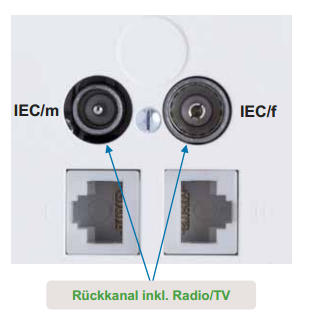 IEC/m
IEC/f
Rückkanal inkl. Radio/TV